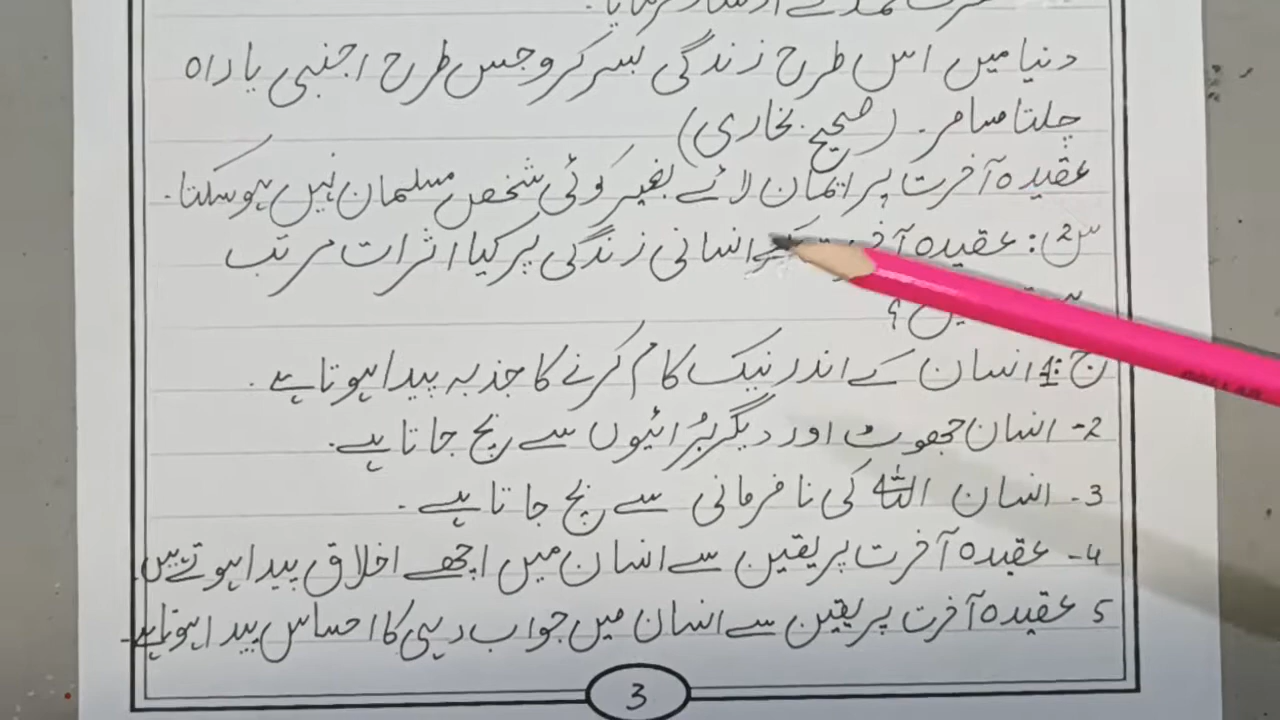 دنیا میں اس طرح زندگی بسر کرو جس طرح اجنبی یا راہ
چلتا مسافر۔ (صحیح بخاری)
عقیدہ آخرت پر ایمان لائے بغیر کوئی شخص مسلمان نہیں ہو سکتا۔
س2: عقیدہ آخرت کے انسانی زندگی پر کیا اثرات مرتب
؟
ج: 1 انسان کے اندر نیک کام کرنے کا جذبہ پیدا ہوتا ہے۔
2- انسان جھوٹ اور دیگر بُرائیوں سے بچ جاتا ہے۔
3- انسان اللہ کی نافرمانی سے بچ جاتا ہے۔
4- عقیدہ آخرت پر یقین سے انسان میں اچھے اخلاق پیدا ہوتے ہیں۔
5 عقیدہ آخرت پر یقین سے انسان میں جواب دہی کا احساس پیدا ہوتا ہے۔
3